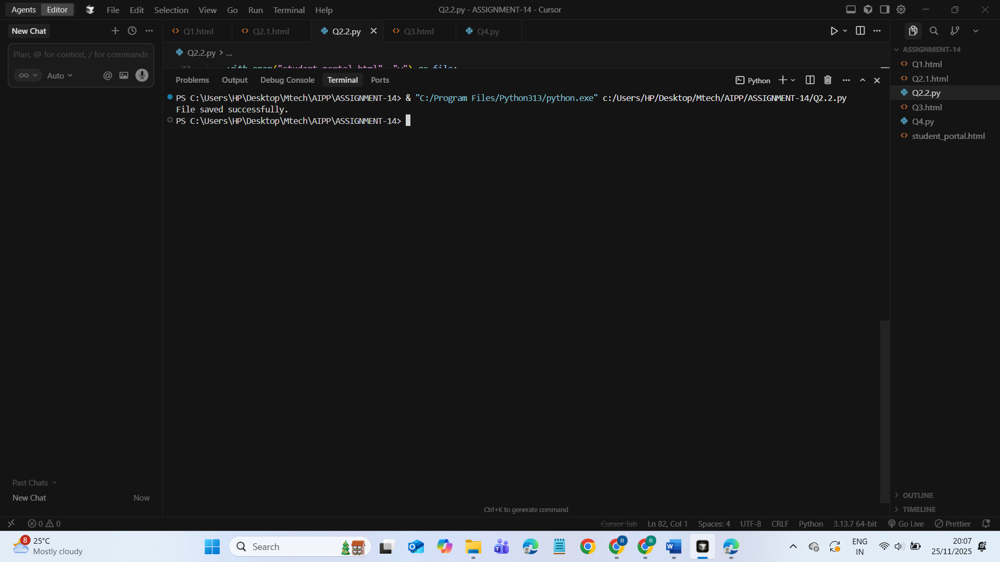 Agents Editor File Edit Selection View Go Run Terminal Help Q2.2.py - ASSIGNMENT-14 - Cursor
New Chat
Q1.html Q2.1.html Q2.2.py Q3.html Q4.py
Plan, @ for context, / for commands
Auto
Q2.2.py > ...
77 with open("student_portal.html", "w") as file:
Problems Output Debug Console Terminal Ports Python
PS C:\Users\HP\Desktop\Mtech\AIPP\ASSIGNMENT-14> & "C:/Program Files/Python313/python.exe" c:/Users/HP/Desktop/Mtech/AIPP/ASSIGNMENT-14/Q2.2.py
File saved successfully.
PS C:\Users\HP\Desktop\Mtech\AIPP\ASSIGNMENT-14>
Ctrl+K to generate command
ASSIGNMENT-14
Q1.html
Q2.1.html
Q2.2.py
Q3.html
Q4.py
student_portal.html
OUTLINE
TIMELINE
Past Chats
New Chat Now
0 0 Cursor Tab Ln 82, Col 1 Spaces: 4 UTF-8 CRLF Python 3.13.7 64-bit Go Live Prettier
8 25°C
Mostly cloudy
Search
R R
ENG
IN
20:07
25/11/2025